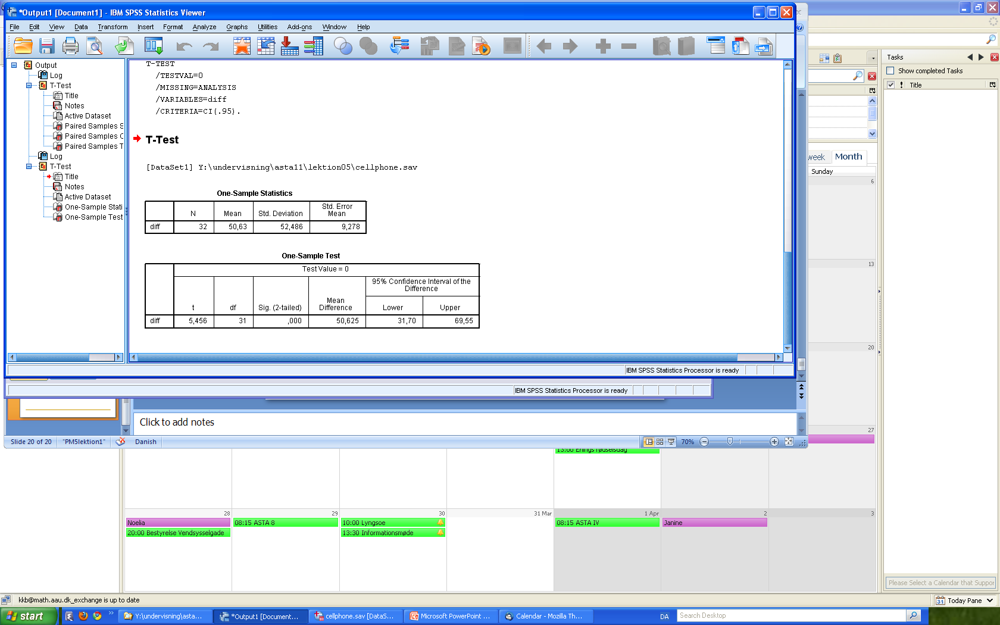 *Output1 [Document1] - IBM SPSS Statistics Viewer
File Edit View Data Transform Insert Format Analyze Graphs Utilities Add-ons Window Help
Output
Log
T-Test
Title
Notes
Active Dataset
Paired Samples S
Paired Samples C
Paired Samples T
Log
T-Test
Title
Notes
Active Dataset
One-Sample Stati
One-Sample Test
T-TEST
/TESTVAL=0
/MISSING=ANALYSIS
/VARIABLES=diff
/CRITERIA=CI(.95).
T-Test
[DataSet1] Y:\undervisning\asta11\lektion05\cellphone.sav
One-Sample Statistics
N Mean Std. Deviation Std. Error Mean
diff 32 50,63 52,486 9,278
One-Sample Test
Test Value = 0
95% Confidence Interval of the Difference
t df Sig. (2-tailed) Mean Difference Lower Upper
diff 5,456 31 ,000 50,625 31,70 69,55
IBM SPSS Statistics Processor is ready
IBM SPSS Statistics Processor is ready
Click to add notes
Slide 20 of 20 "PM5lektion1" Danish 70%
Tasks
Show completed Tasks
! Title
week Month
Sunday
6
13
20
27
28 29 30 31 Mar 1 Apr 2 3
Noelia
20:00 Bestyrelse Vendsysselgade
08:15 ASTA 8
10:00 Lyngsoe
13:30 Informationsmøde
08:15 ASTA IV
Janine
Please Select a Calendar that Suppor
kkb@math.aau.dk_exchange is up to date
31 Today Pane
start
Y:\undervisning\asta...
*Output1 [Document...
cellphone.sav [DataS...
Microsoft PowerPoint ...
Calendar - Mozilla Th...
DA
Search Desktop